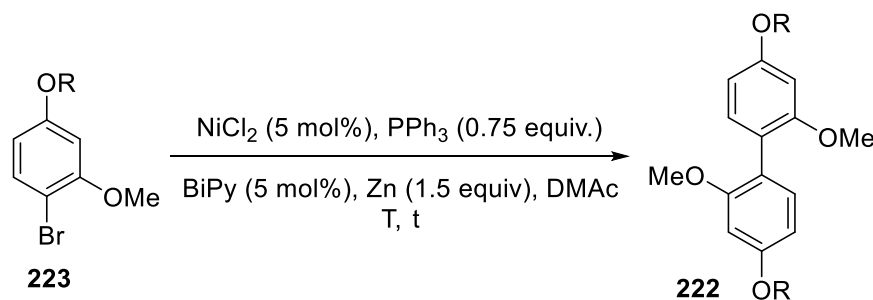 OR
OMe
Br
223
NiCl₂ (5 mol%), PPh₃ (0.75 equiv.)
BiPy (5 mol%), Zn (1.5 equiv), DMAc
T, t
OR
OMe
MeO
OR
222